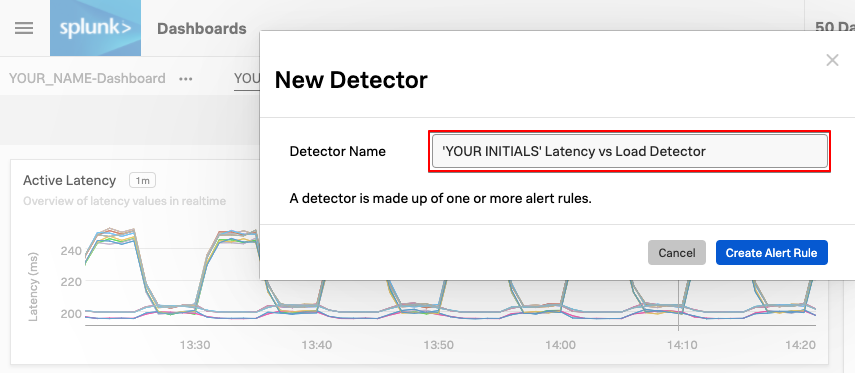 splunk>
Dashboards
50 Da
YOUR_NAME-Dashboard ···
YOU
New Detector
Detector Name
'YOUR INITIALS' Latency vs Load Detector
A detector is made up of one or more alert rules.
Cancel
Create Alert Rule
Active Latency 1m
Overview of latency values in realtime
Latency (ms)
240
220
200
13:30 13:40 13:50 14:00 14:10 14:20